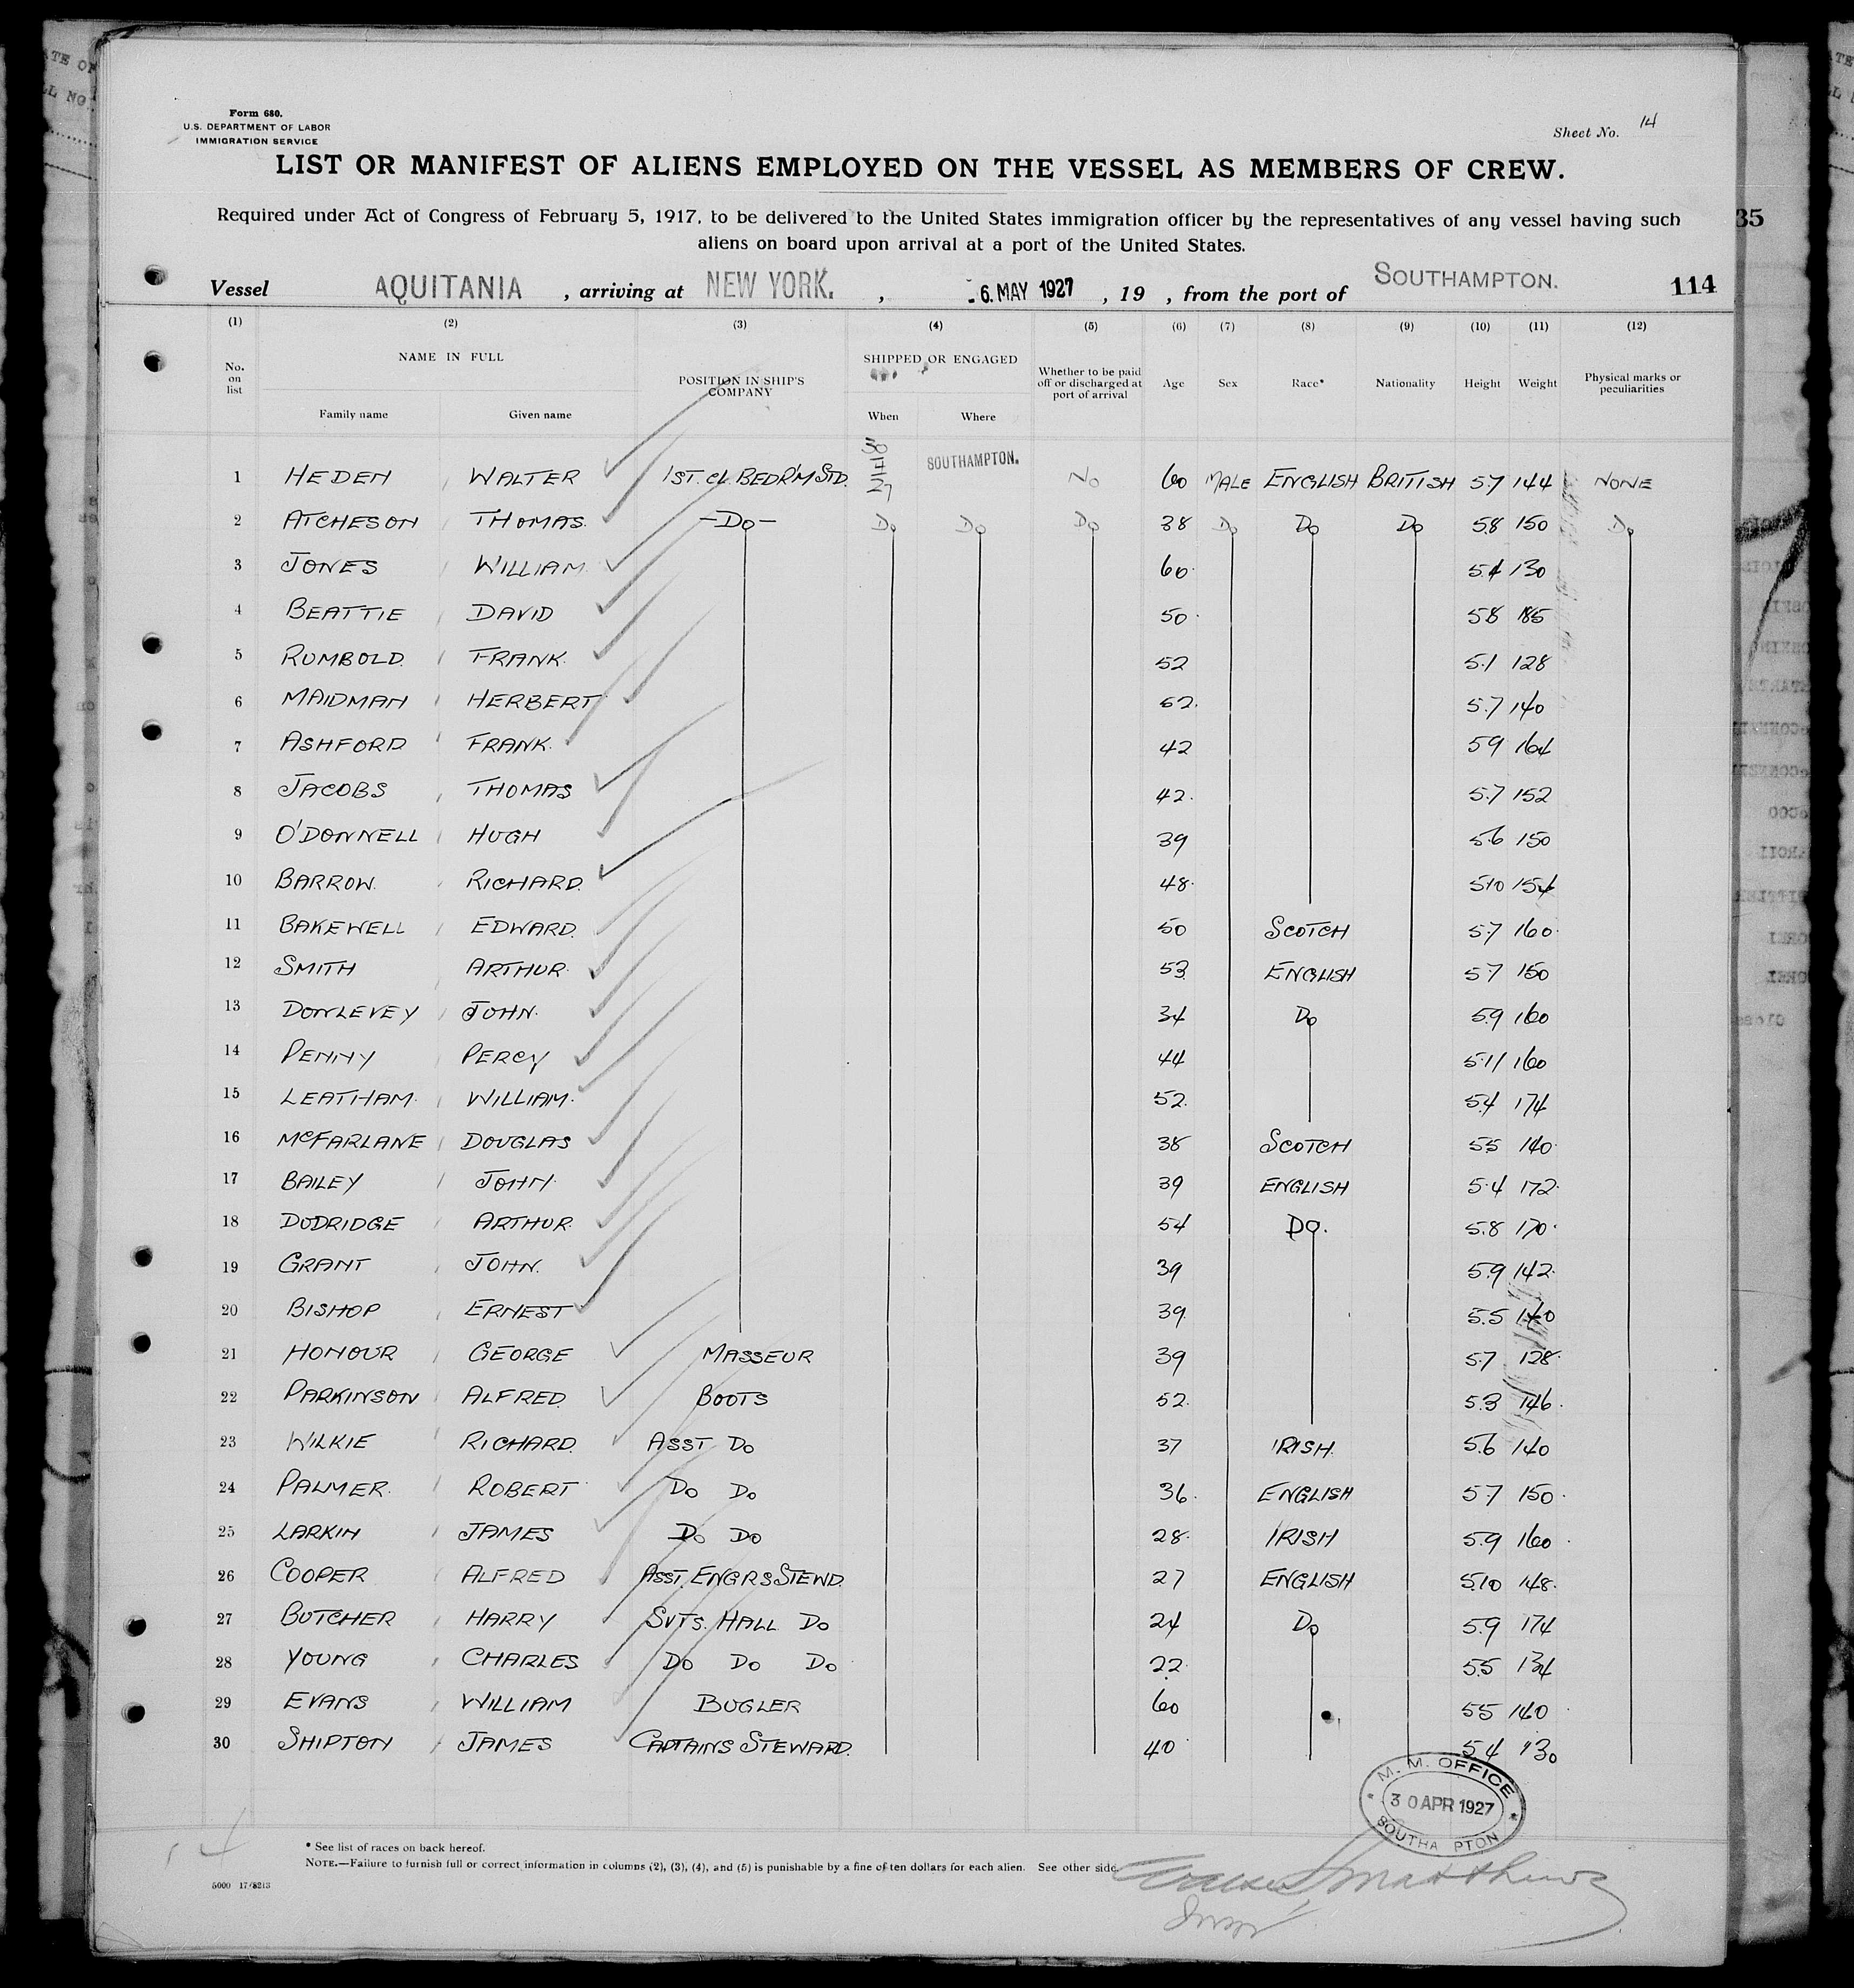 Form 680.
U.S. DEPARTMENT OF LABOR
IMMIGRATION SERVICE
Sheet No. 14
LIST OR MANIFEST OF ALIENS EMPLOYED ON THE VESSEL AS MEMBERS OF CREW.
Required under Act of Congress of February 5, 1917, to be delivered to the United States immigration officer by the representatives of any vessel having such
aliens on board upon arrival at a port of the United States.
35
Vessel AQUITANIA, arriving at NEW YORK., 6. MAY 1927, 19 , from the port of SOUTHAMPTON. 114
(1) (2) (3) (4) (5) (6) (7) (8) (9) (10) (11) (12)
No. on list NAME IN FULL POSITION IN SHIP'S COMPANY SHIPPED OR ENGAGED Whether to be paid off or discharged at port of arrival Age Sex Race* Nationality Height Weight Physical marks or peculiarities
Family name Given name When Where
1 HEDEN WALTER 1ST. CL. BEDR'M STD. SOUTHAMPTON. NO 60 MALE ENGLISH BRITISH 5.7 144 NONE
2 ATCHESON THOMAS. -DO- DO DO DO 38 DO DO DO 5.8 150 DO
3 JONES WILLIAM. 60 5.4 130
4 BEATTIE DAVID 50 5.8 185
5 RUMBOLD. FRANK. 52 5.1 128
6 MAIDMAN HERBERT 52. 5.7 140
7 ASHFORD FRANK. 42 5.9 164
8 JACOBS THOMAS 42. 5.7 152
9 O'DONNELL HUGH 39 5.6 150
10 BARROW. RICHARD. 48. 5.10 154
11 BAKEWELL EDWARD. 50 SCOTCH 5.7 160
12 SMITH ARTHUR. 53. ENGLISH 5.7 150
13 DONLEVEY JOHN. 34 DO 5.9 160
14 PENNY PERCY 44 5.11 160
15 LEATHAM. WILLIAM. 52. 5.4 174
16 McFARLANE DOUGLAS 38 SCOTCH 5.5 140
17 BAILEY JOHN. 39 ENGLISH 5.4 172
18 DUDRIDGE ARTHUR. 54 DO. 5.8 170
19 GRANT JOHN. 39 5.9 142
20 BISHOP ERNEST 39. 5.5 140
21 HONOUR GEORGE MASSEUR 39 5.7 128
22 PARKINSON ALFRED. BOOTS 52. 5.3 146
23 WILKIE RICHARD. ASST DO 37 IRISH. 5.6 140
24 PALMER. ROBERT DO DO 36. ENGLISH 5.7 150
25 LARKIN JAMES DO DO 28. IRISH 5.9 160
26 COOPER ALFRED ASST. ENGRS STEWD. 27 ENGLISH 5.10 148
27 BUTCHER HARRY SVTS. HALL DO 24 DO 5.9 174
28 YOUNG CHARLES DO DO DO 22 5.5 134
29 EVANS WILLIAM BUGLER 60 5.5 160
30 SHIPTON JAMES CAPTAINS STEWARD. 40 5.4 130
M. M. OFFICE
30 APR 1927
SOUTHA PTON
* See list of races on back hereof.
NOTE.—Failure to furnish full or correct information in columns (2), (3), (4), and (5) is punishable by a fine of ten dollars for each alien. See other side.
Matthews